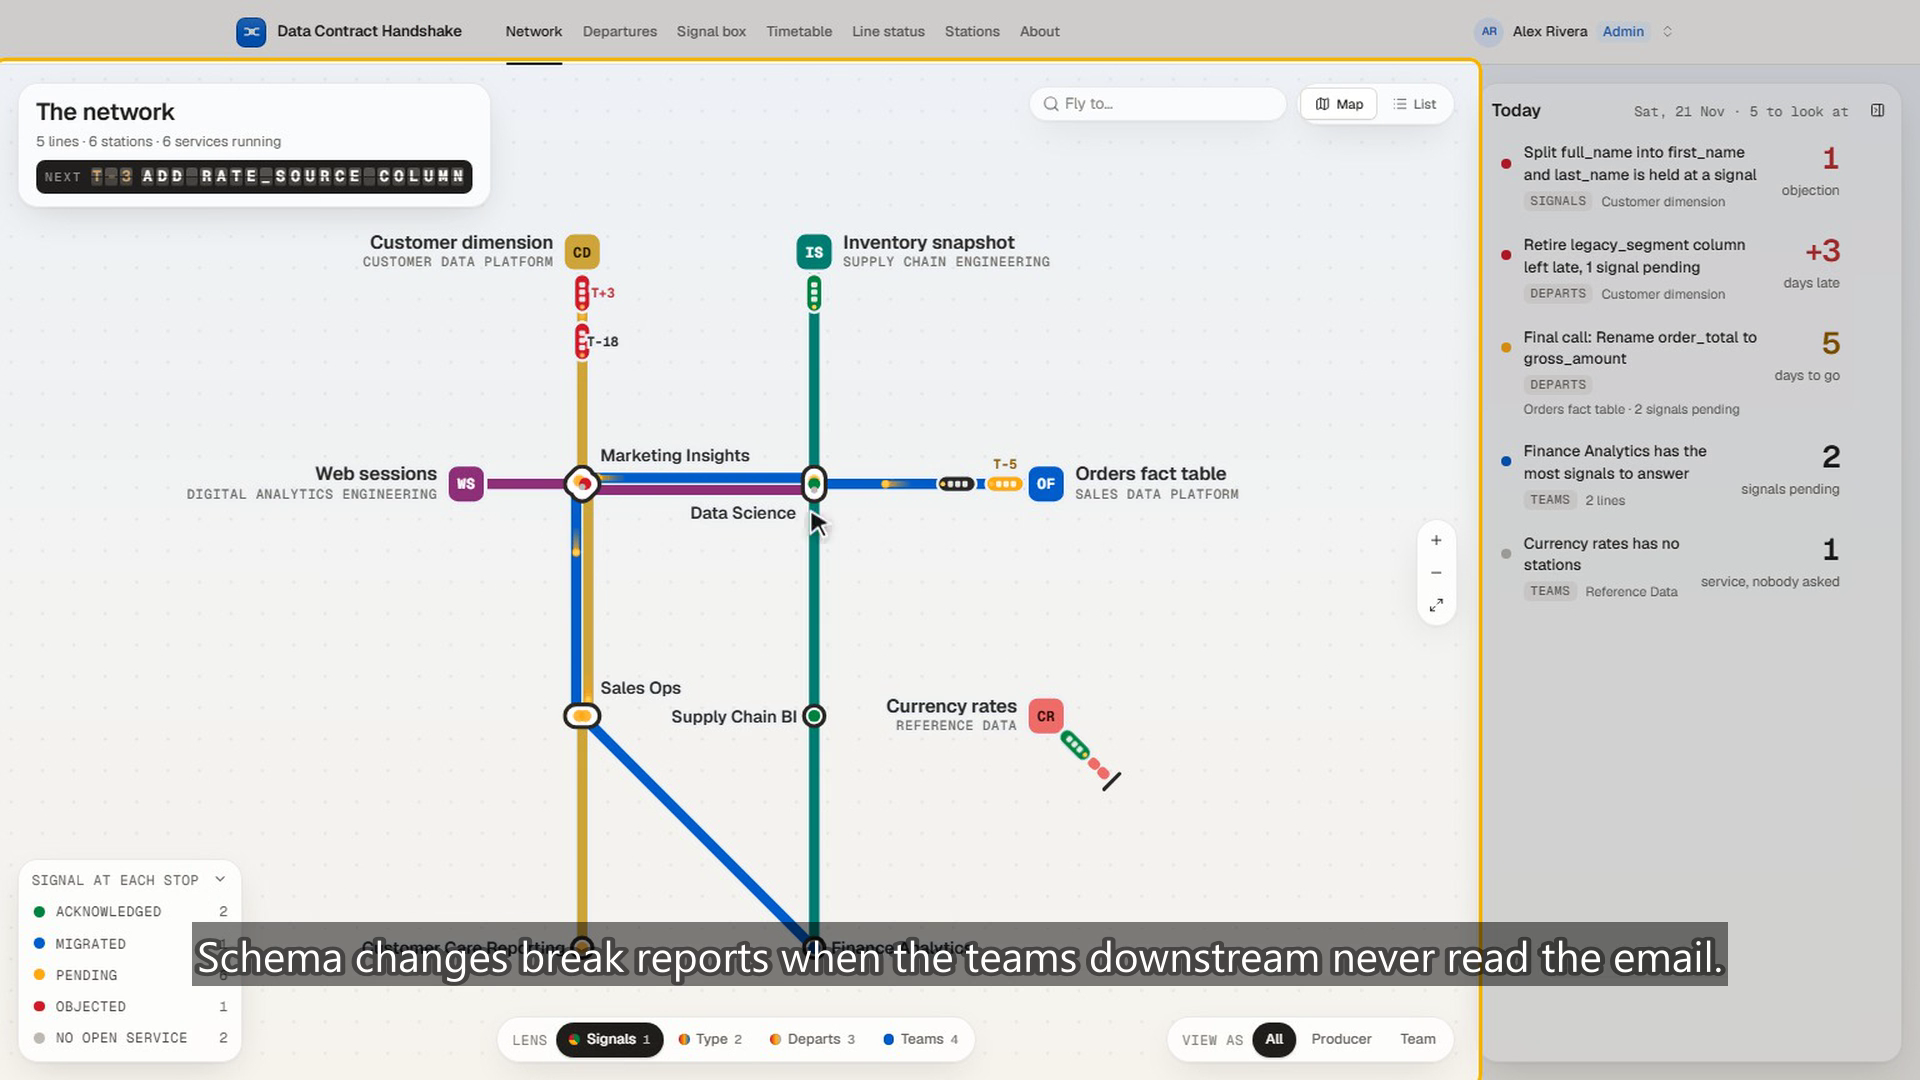 Data Contract Handshake
Network
Departures
Signal box
Timetable
Line status
Stations
About
AR
Alex Rivera
Admin
The network
5 lines · 6 stations · 6 services running
NEXT T-3 ADD RATE_SOURCE COLUMN
Fly to...
Map
List
Customer dimension
CUSTOMER DATA PLATFORM
CD
T+3
T-18
IS
Inventory snapshot
SUPPLY CHAIN ENGINEERING
Web sessions
DIGITAL ANALYTICS ENGINEERING
WS
Marketing Insights
Data Science
T-5
OF
Orders fact table
SALES DATA PLATFORM
Sales Ops
Supply Chain BI
Currency rates
REFERENCE DATA
CR
Customer Care Reporting
Finance Analytics
SIGNAL AT EACH STOP
ACKNOWLEDGED 2
MIGRATED
PENDING
OBJECTED 1
NO OPEN SERVICE 2
Schema changes break reports when the teams downstream never read the email.
LENS
Signals 1
Type 2
Departs 3
Teams 4
VIEW AS
All
Producer
Team
Today
Sat, 21 Nov · 5 to look at
Split full_name into first_name
and last_name is held at a signal
SIGNALS Customer dimension
1
objection
Retire legacy_segment column
left late, 1 signal pending
DEPARTS Customer dimension
+3
days late
Final call: Rename order_total to
gross_amount
DEPARTS
Orders fact table · 2 signals pending
5
days to go
Finance Analytics has the
most signals to answer
TEAMS 2 lines
2
signals pending
Currency rates has no
stations
TEAMS Reference Data
1
service, nobody asked